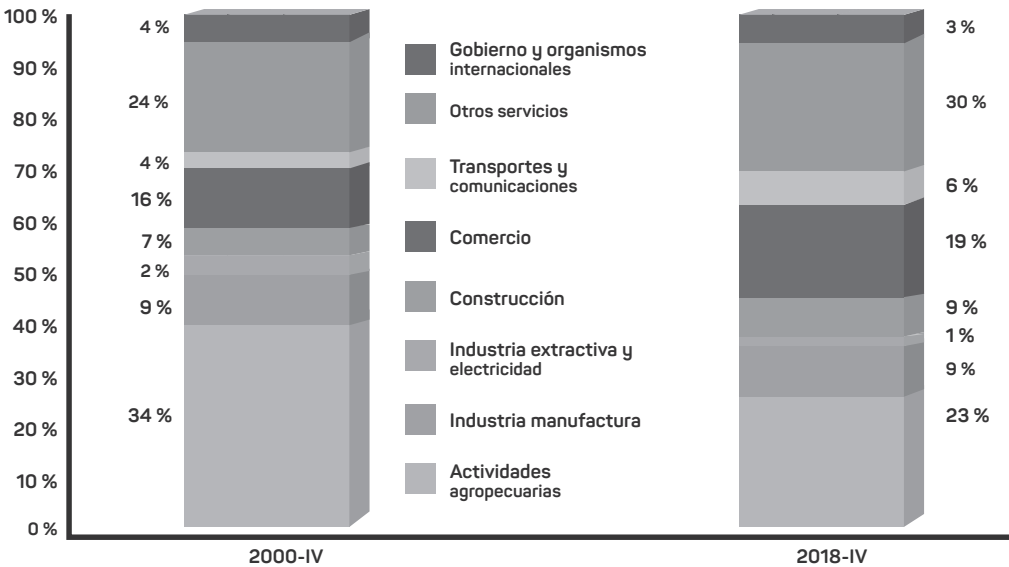 100 %
90 %
80 %
70 %
60 %
50 %
40 %
30 %
20 %
10 %
0 %
4 %
24 %
4 %
16 %
7 %
2 %
9 %
34 %
Gobierno y organismos
internacionales
Otros servicios
Transportes y
comunicaciones
Comercio
Construcción
Industria extractiva y
electricidad
Industria manufactura
Actividades
agropecuarias
3 %
30 %
6 %
19 %
9 %
1 %
9 %
23 %
2000-IV
2018-IV